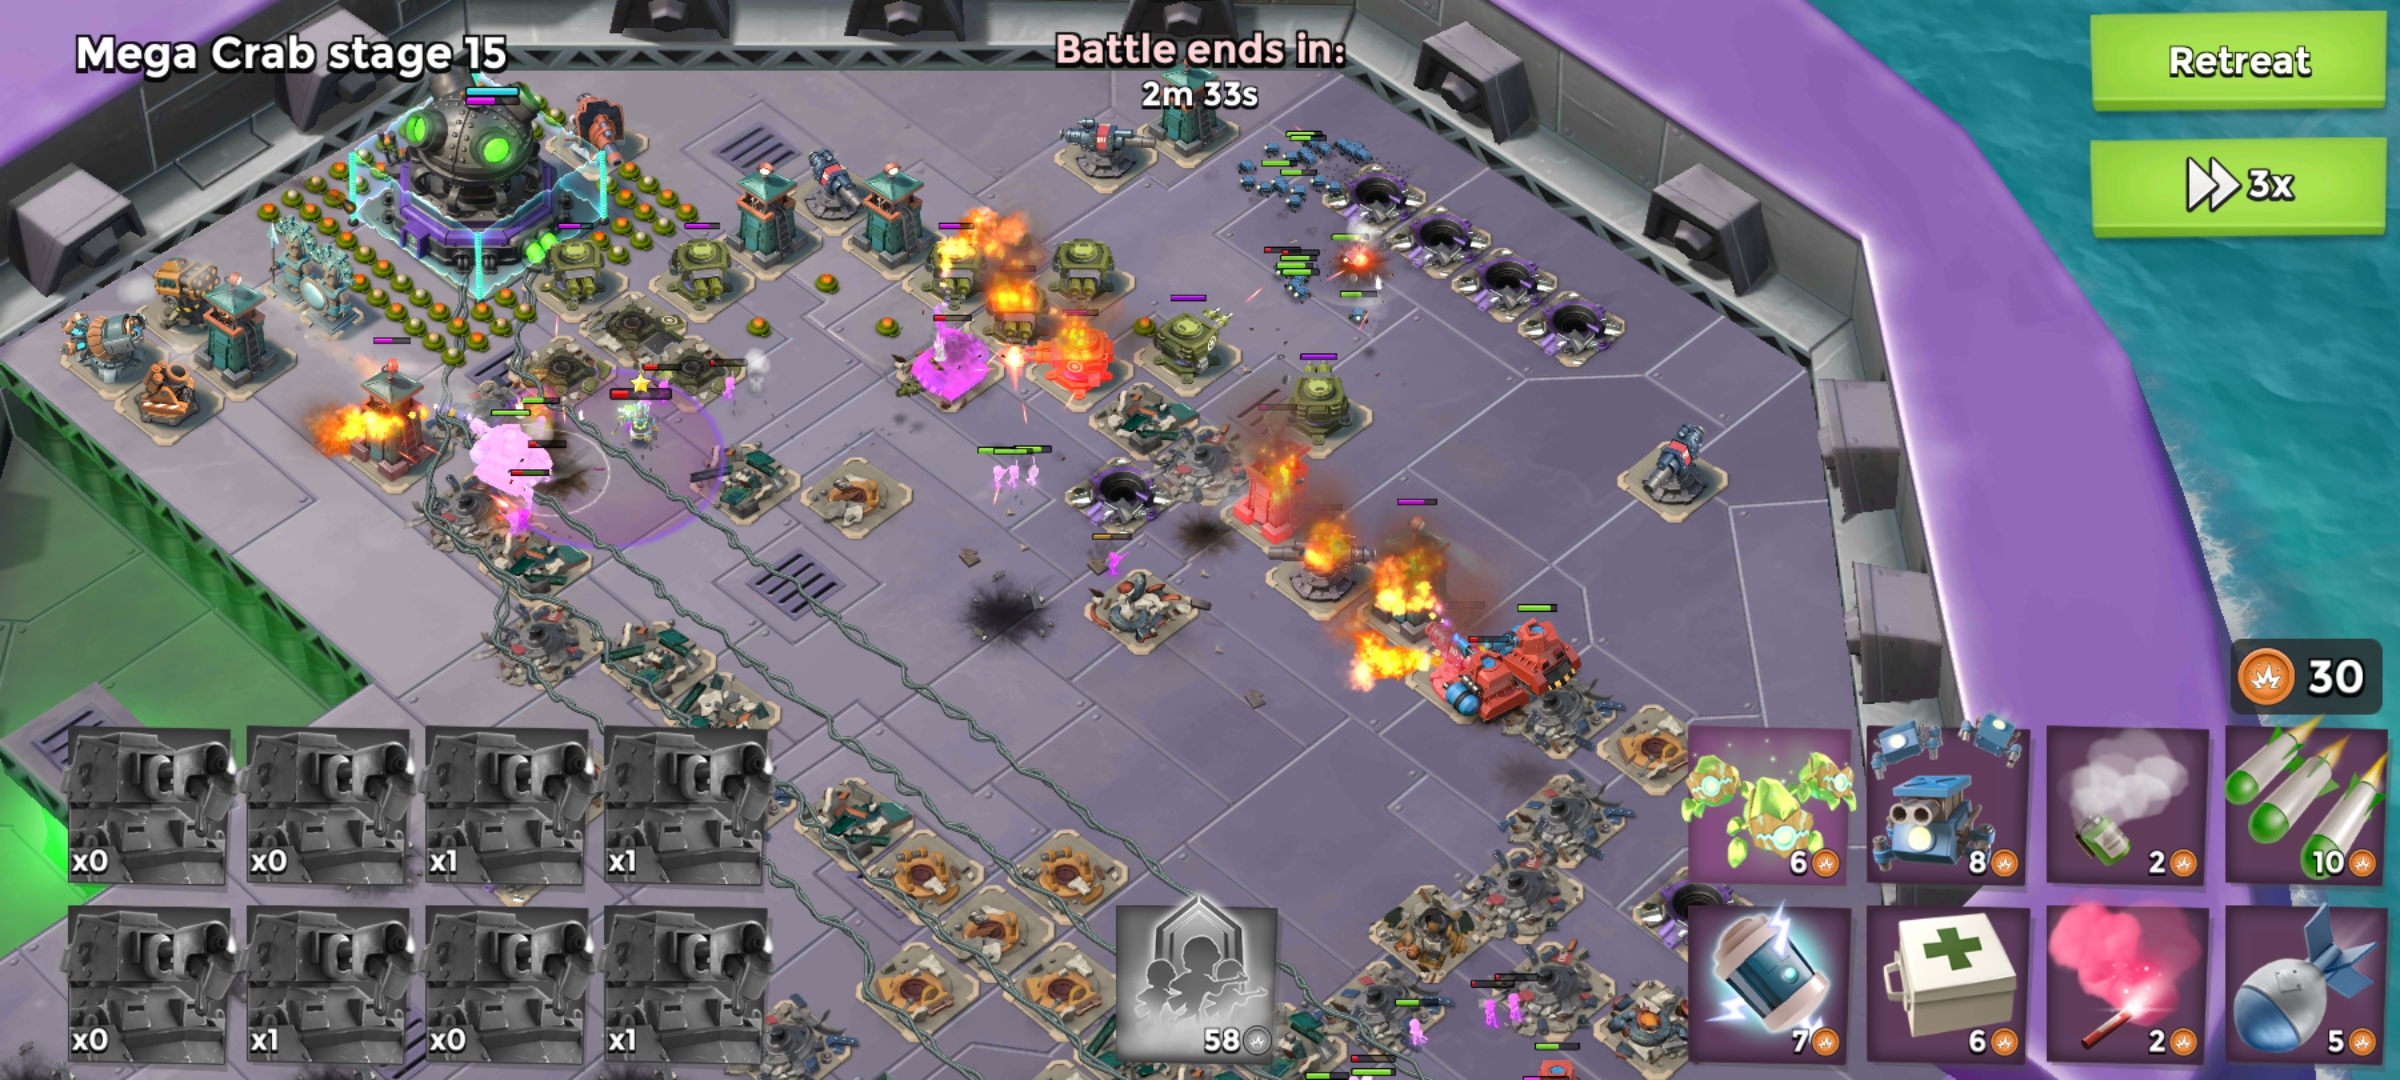 Mega Crab stage 15
Battle ends in:
2m 33s
Retreat
3x
30
x0
x0
x1
x1
6
8
2
10
x0
x1
x0
x1
58
7
6
2
5